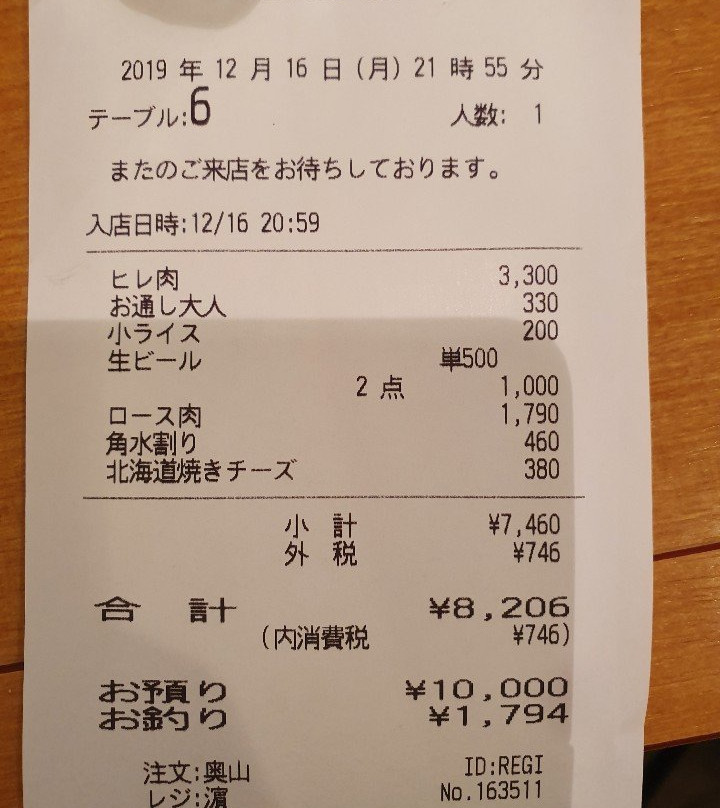 2019 年 12 月 16 日 (月) 21 時 55 分
テーブル:6 人数: 1
またのご来店をお待ちしております。
入店日時:12/16 20:59
ヒレ肉 3,300
お通し大人 330
小ライス 200
生ビール 単500
2 点 1,000
ロース肉 1,790
角水割り 460
北海道焼きチーズ 380
小 計 ¥7,460
外 税 ¥746
合 計 ¥8,206
(内消費税 ¥746)
お預り ¥10,000
お釣り ¥1,794
注文:奥山 ID:REGI
レジ:濵 No.163511